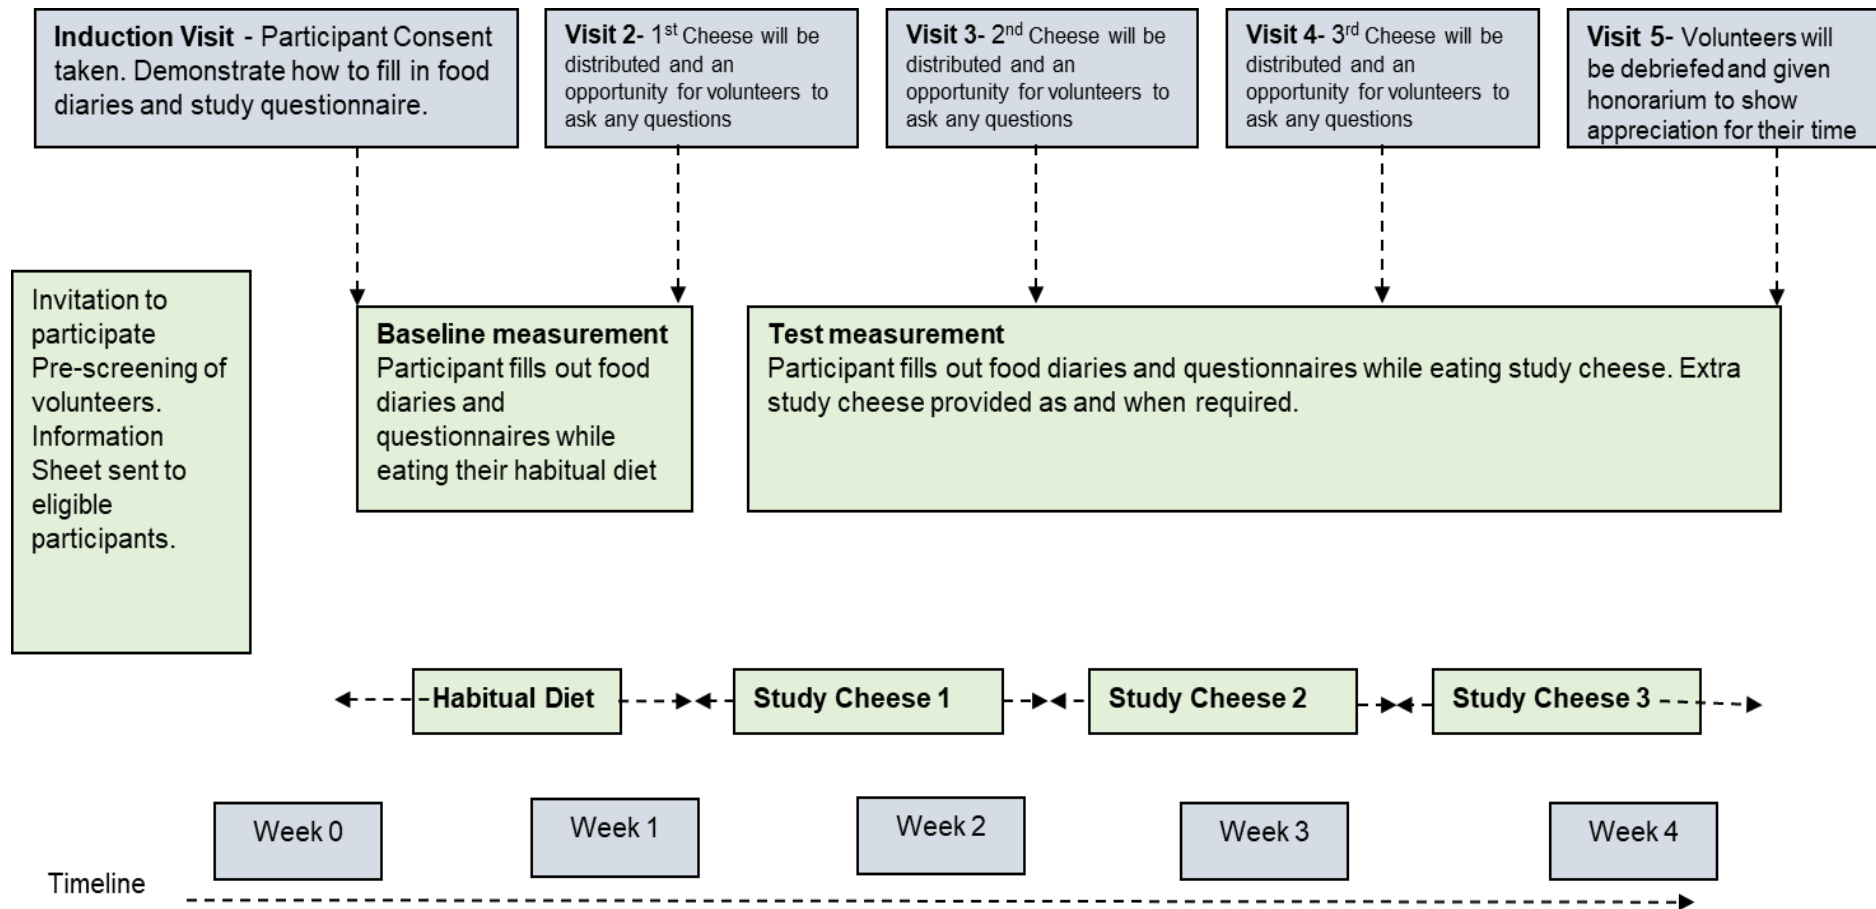 Induction Visit - Participant Consent
taken. Demonstrate how to fill in food
diaries and study questionnaire.
Visit 2- 1st Cheese will be
distributed and an
opportunity for volunteers to
ask any questions
Visit 3- 2nd Cheese will be
distributed and an
opportunity for volunteers to
ask any questions
Visit 4- 3rd Cheese will be
distributed and an
opportunity for volunteers to
ask any questions
Visit 5- Volunteers will
be debriefed and given
honorarium to show
appreciation for their time
Invitation to
participate
Pre-screening of
volunteers.
Information
Sheet sent to
eligible
participants.
Baseline measurement
Participant fills out food
diaries and
questionnaires while
eating their habitual diet
Test measurement
Participant fills out food diaries and questionnaires while eating study cheese. Extra
study cheese provided as and when required.
Habitual Diet
Study Cheese 1
Study Cheese 2
Study Cheese 3
Week 0
Week 1
Week 2
Week 3
Week 4
Timeline